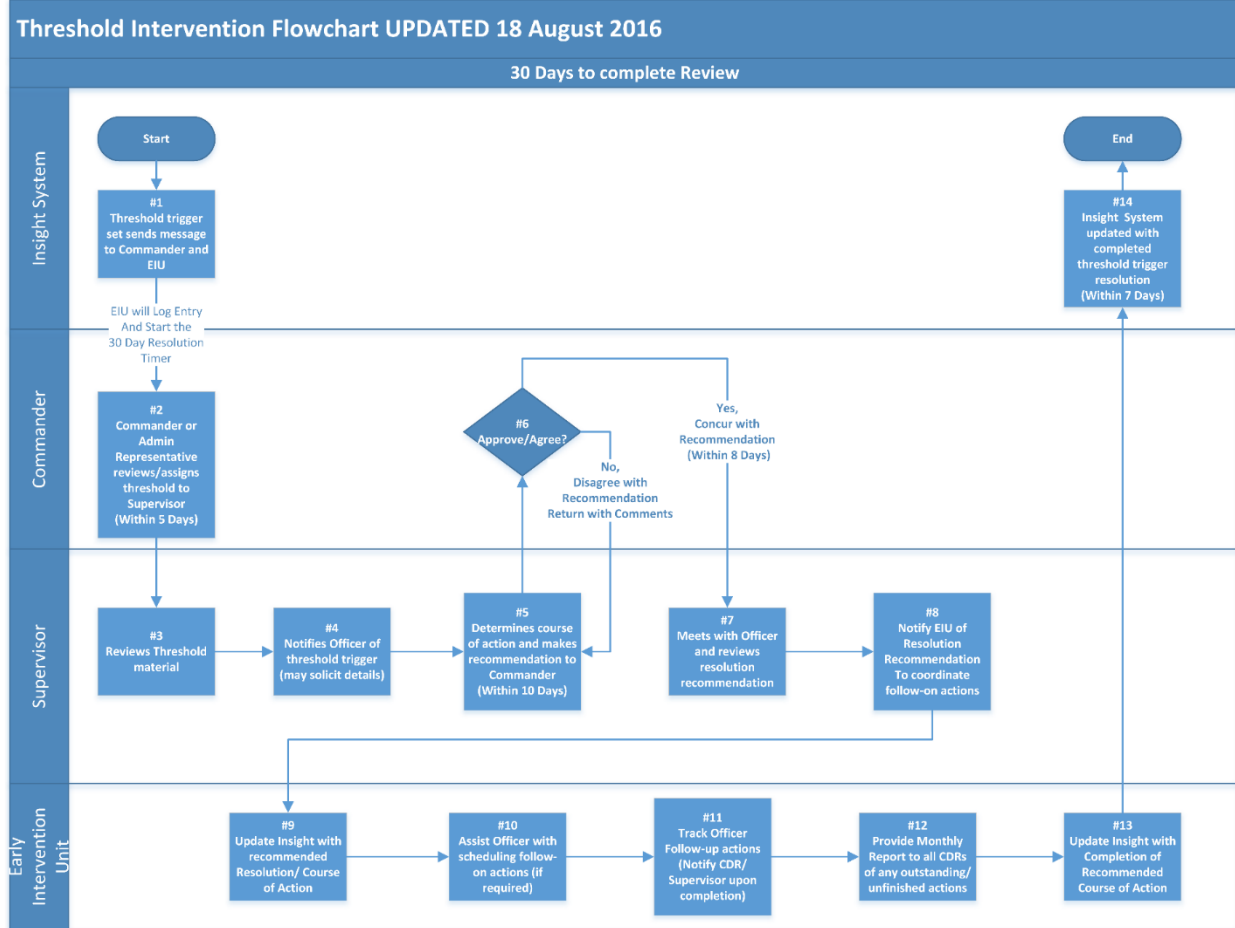 Threshold Intervention Flowchart UPDATED 18 August 2016
30 Days to complete Review
Insight System
Start
#1
Threshold trigger
set sends message
to Commander and
EIU
EIU will Log Entry
And Start the
30 Day Resolution
Timer
End
#14
Insight System
updated with
completed
threshold trigger
resolution
(Within 7 Days)
Commander
#2
Commander or
Admin
Representative
reviews/assigns
threshold to
Supervisor
(Within 5 Days)
#6
Approve/Agree?
No,
Disagree with
Recommendation
Return with Comments
Yes,
Concur with
Recommendation
(Within 8 Days)
Supervisor
#3
Reviews Threshold
material
#4
Notifies Officer of
threshold trigger
(may solicit details)
#5
Determines course
of action and makes
recommendation to
Commander
(Within 10 Days)
#7
Meets with Officer
and reviews
resolution
recommendation
#8
Notify EIU of
Resolution
Recommendation
To coordinate
follow-on actions
Early
Intervention
Unit
#9
Update Insight with
recommended
Resolution/ Course
of Action
#10
Assist Officer with
scheduling follow-
on actions (if
required)
#11
Track Officer
Follow-up actions
(Notify CDR/
Supervisor upon
completion)
#12
Provide Monthly
Report to all CDRs
of any outstanding/
unfinished actions
#13
Update Insight with
Completion of
Recommended
Course of Action